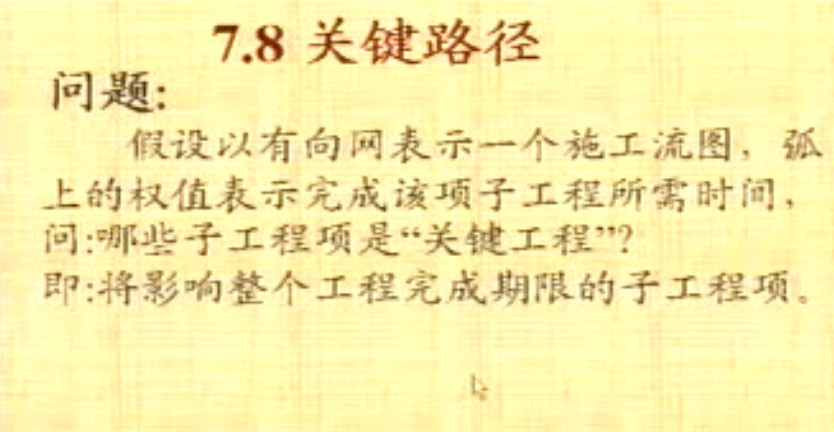 7.8 关键路径
问题:
假设以有向网表示一个施工流图，弧
上的权值表示完成该项子工程所需时间，
问:哪些子工程项是“关键工程”?
即:将影响整个工程完成期限的子工程项。